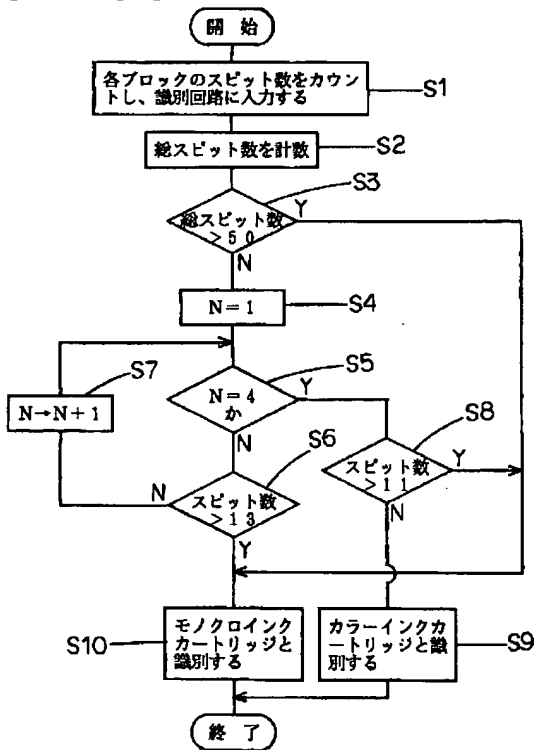 開 始
各ブロックのスピット数をカウン
トし、識別回路に入力する
S1
総スピット数を計数
S2
S3
総スピット数
>50
Y
N
N=1
S4
S7
S5
N→N+1
N=4
か
Y
N
S8
S6
スピット数
>11
Y
N
N
スピット数
>13
Y
S10
モノクロインク
カートリッジと
識別する
カラーインクカ
ートリッジと識
別する
S9
終 了